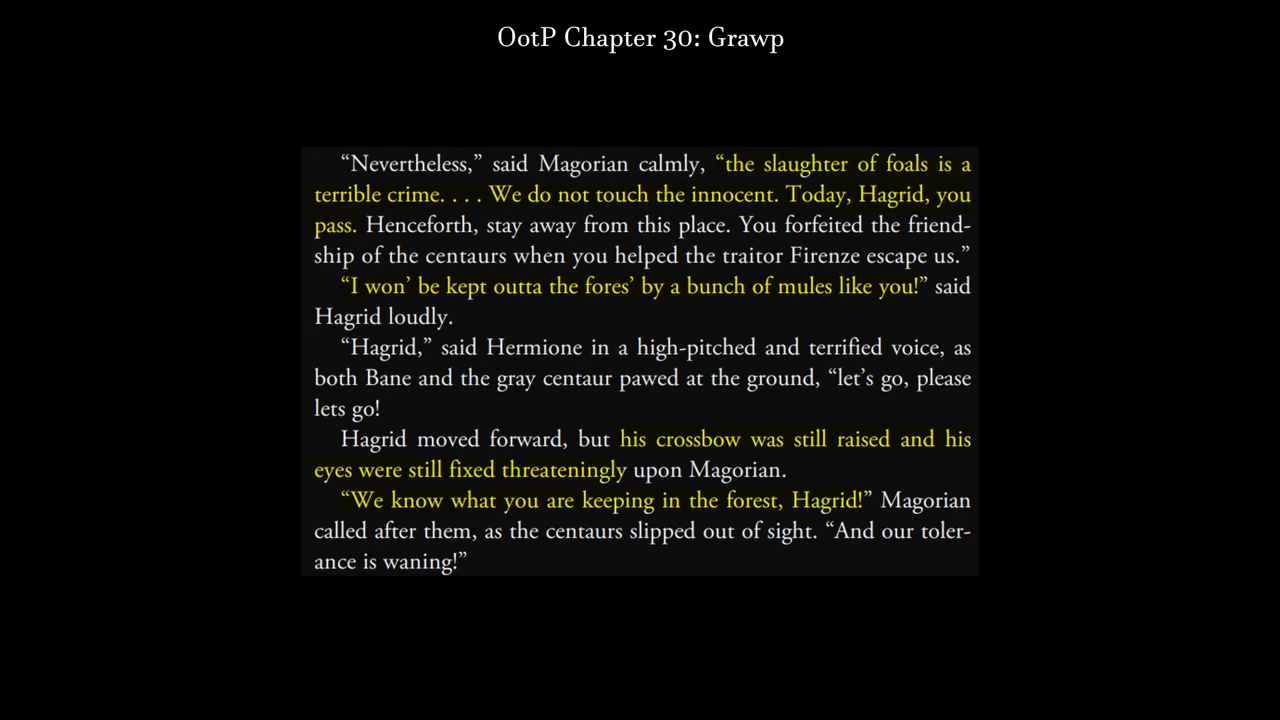 OotP Chapter 30: Grawp
“Nevertheless,” said Magorian calmly, “the slaughter of foals is a
terrible crime. . . . We do not touch the innocent. Today, Hagrid, you
pass. Henceforth, stay away from this place. You forfeited the friend-
ship of the centaurs when you helped the traitor Firenze escape us.”
“I won’ be kept outta the fores’ by a bunch of mules like you!” said
Hagrid loudly.
“Hagrid,” said Hermione in a high-pitched and terrified voice, as
both Bane and the gray centaur pawed at the ground, “let’s go, please
lets go!
Hagrid moved forward, but his crossbow was still raised and his
eyes were still fixed threateningly upon Magorian.
“We know what you are keeping in the forest, Hagrid!” Magorian
called after them, as the centaurs slipped out of sight. “And our toler-
ance is waning!”